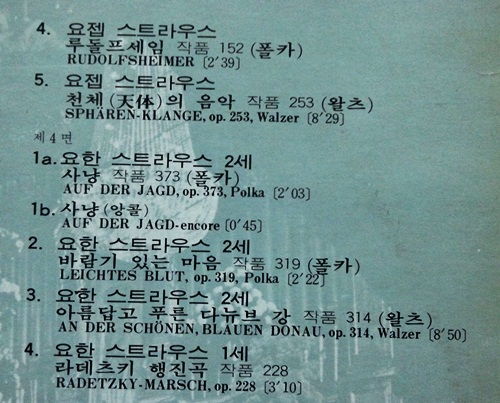 4. 요젭 스트라우스
루돌프세임 작품 152 (폴카)
RUDOLFSHEIMER [2′39]
5. 요젭 스트라우스
천체 (天体) 의 음악 작품 253 (왈츠)
SPHÄREN-KLANGE, op. 253, Walzer [8′29]
제 4 면
1a. 요한 스트라우스 2세
사냥 작품 373 (폴카)
AUF DER JAGD, op. 373, Polka [2′03]
1b. 사냥 (앙콜)
AUF DER JAGD-encore [0′45]
2. 요한 스트라우스 2세
바람기 있는 마음 작품 319 (폴카)
LEICHTES BLUT, op. 319, Polka [2′22]
3. 요한 스트라우스 2세
아름답고 푸른 다뉴브 강 작품 314 (왈츠)
AN DER SCHÖNEN, BLAUEN DONAU, op. 314, Walzer [8′50]
4. 요한 스트라우스 1세
라데츠키 행진곡 작품 228
RADETZKY-MARSCH, op. 228 [3′10]